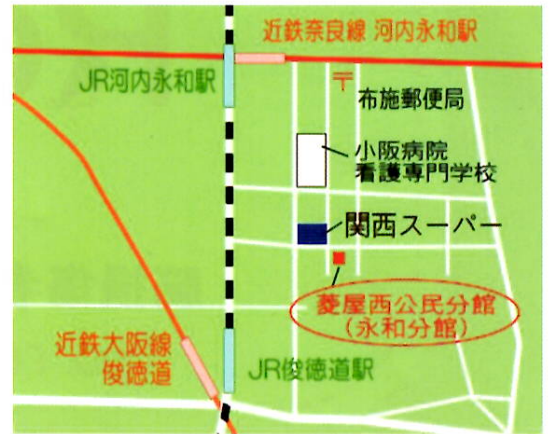 近鉄奈良線 河内永和駅
JR河内永和駅
〒
布施郵便局
小阪病院
看護専門学校
関西スーパー
菱屋西公民分館
(永和分館)
近鉄大阪線
俊徳道
JR俊徳道駅